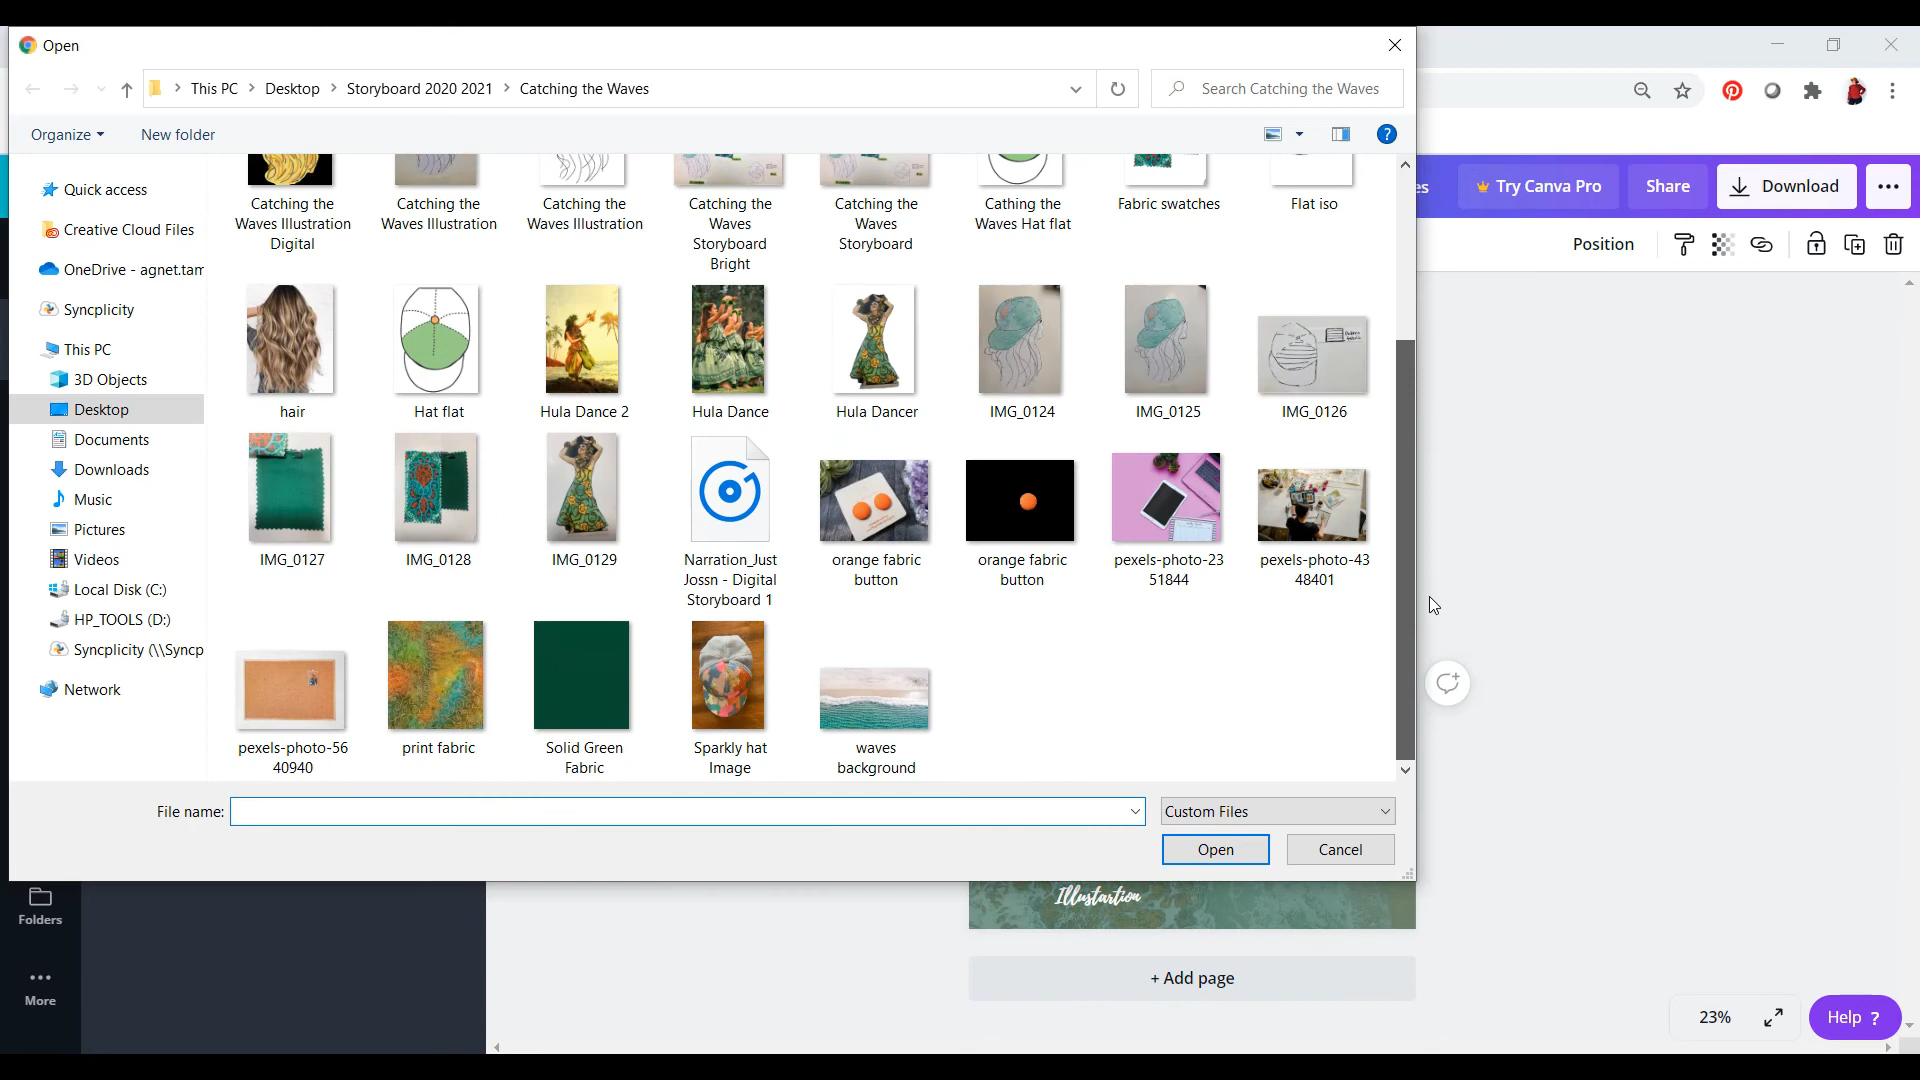 Open
This PC > Desktop > Storyboard 2020 2021 > Catching the Waves
Search Catching the Waves
Organize
New folder
?
Quick access
Creative Cloud Files
OneDrive - agnet.tam
Syncplicity
This PC
3D Objects
Desktop
Documents
Downloads
Music
Pictures
Videos
Local Disk (C:)
HP_TOOLS (D:)
Syncplicity (\\Syncp
Network
Catching the
Waves Illustration
Digital
Catching the
Waves Illustration
Catching the
Waves Illustration
Catching the
Waves
Storyboard
Bright
Catching the
Waves
Storyboard
Cathing the
Waves Hat flat
Fabric swatches
Flat iso
hair
Hat flat
Hula Dance 2
Hula Dance
Hula Dancer
IMG_0124
IMG_0125
IMG_0126
IMG_0127
IMG_0128
IMG_0129
Narration_Just
Jossn - Digital
Storyboard 1
orange fabric
button
orange fabric
button
pexels-photo-23
51844
pexels-photo-43
48401
pexels-photo-56
40940
print fabric
Solid Green
Fabric
Sparkly hat
Image
waves
background
File name:
Custom Files
Open
Cancel
es
Try Canva Pro
Share
Download
Position
Folders
More
Illustartion
+ Add page
23%
Help ?